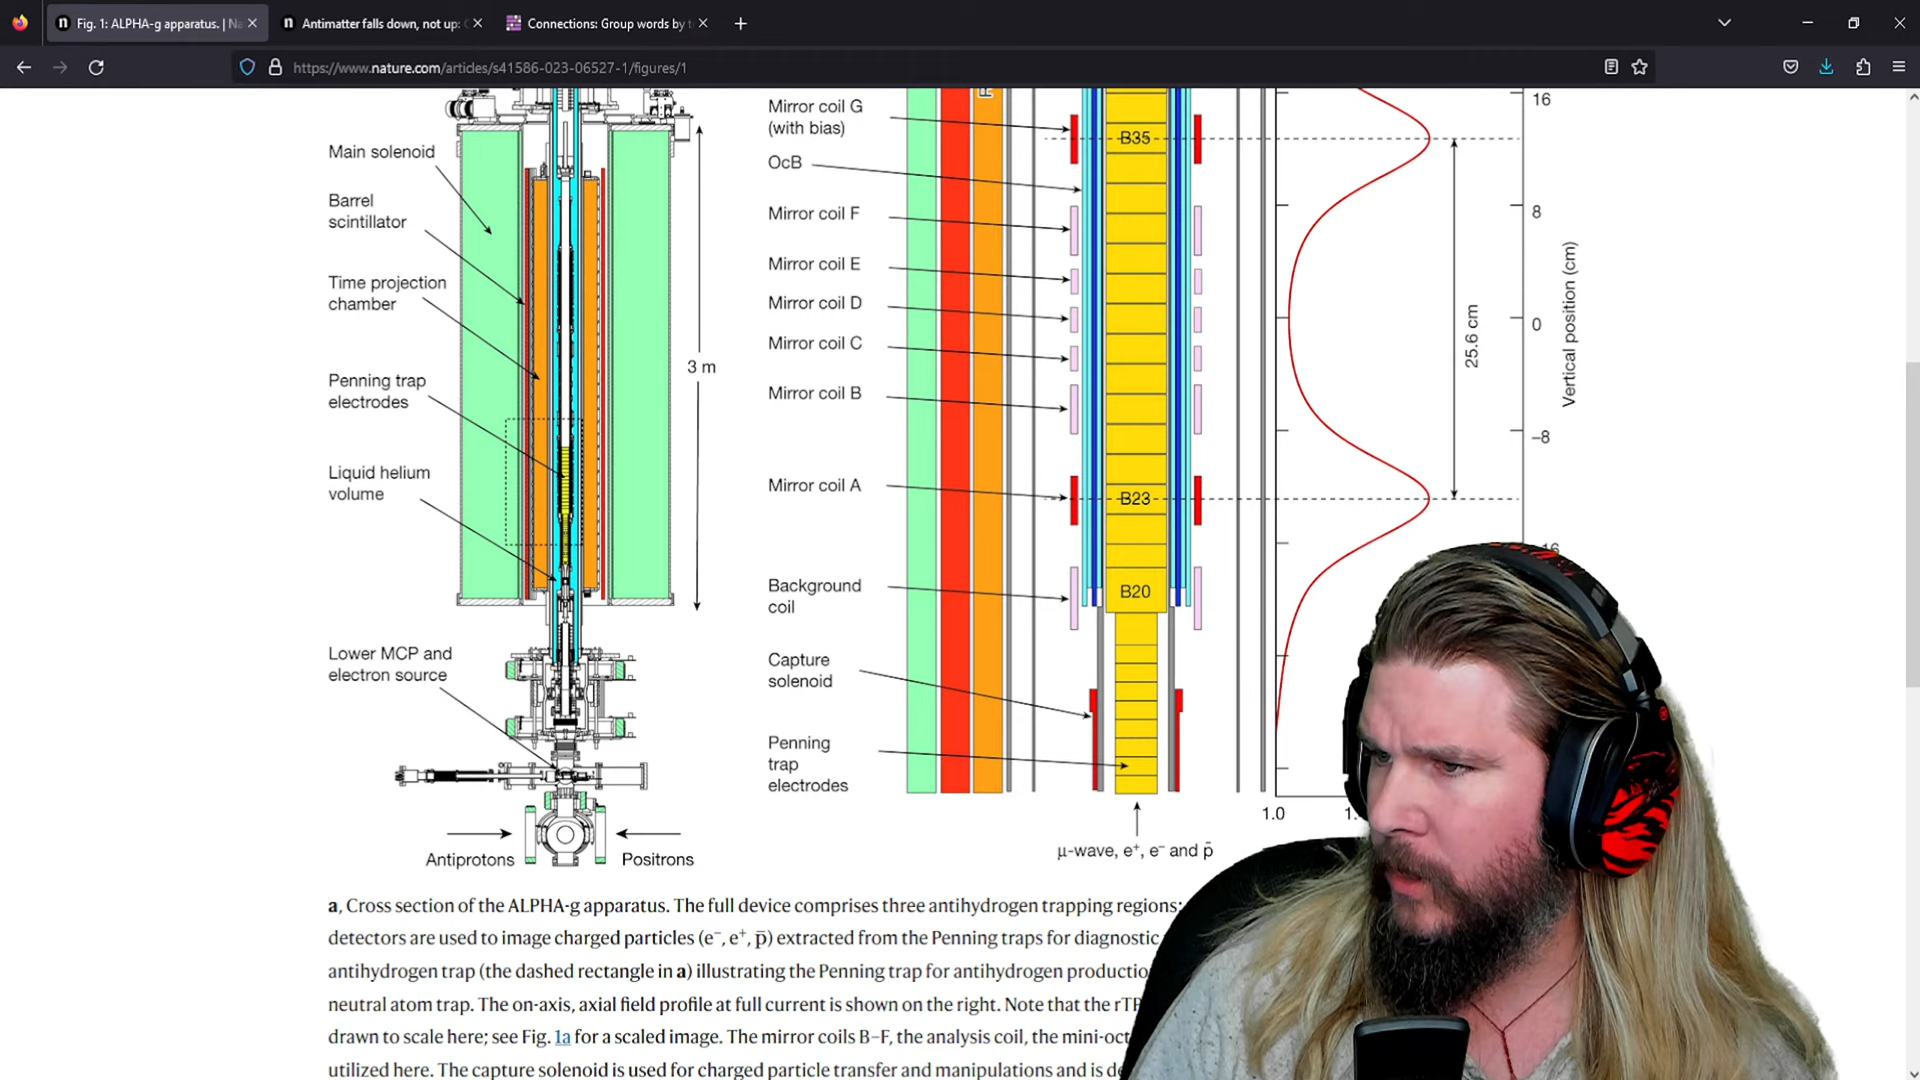 Fig. 1: ALPHA-g apparatus. | Na
Antimatter falls down, not up:
Connections: Group words by t
https://www.nature.com/articles/s41586-023-06527-1/figures/1
Main solenoid
Barrel
scintillator
Time projection
chamber
Penning trap
electrodes
Liquid helium
volume
Lower MCP and
electron source
3 m
Antiprotons
Positrons
Mirror coil G
(with bias)
OcB
Mirror coil F
Mirror coil E
Mirror coil D
Mirror coil C
Mirror coil B
Mirror coil A
Background
coil
Capture
solenoid
Penning
trap
electrodes
B35
B23
B20
μ-wave, e⁺, e⁻ and p̄
16
8
0
–8
25.6 cm
Vertical position (cm)
1.0
a, Cross section of the ALPHA-g apparatus. The full device comprises three antihydrogen trapping regions;
detectors are used to image charged particles (e⁻, e⁺, p̄) extracted from the Penning traps for diagnostic
antihydrogen trap (the dashed rectangle in a) illustrating the Penning trap for antihydrogen productio
neutral atom trap. The on-axis, axial field profile at full current is shown on the right. Note that the rTP
drawn to scale here; see Fig. 1a for a scaled image. The mirror coils B–F, the analysis coil, the mini-oct
utilized here. The capture solenoid is used for charged particle transfer and manipulations and is de